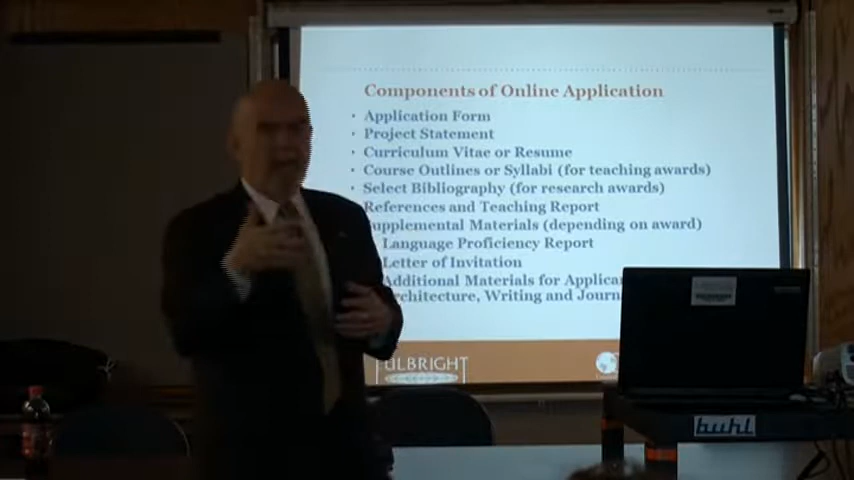 Components of Online Application
• Application Form
• Project Statement
• Curriculum Vitae or Resume
• Course Outlines or Syllabi (for teaching awards)
• Select Bibliography (for research awards)
References and Teaching Report
upplemental Materials (depending on award)
Language Proficiency Report
Letter of Invitation
Additional Materials for Applica
rchitecture, Writing and Journ
ULBRIGHT
buhl